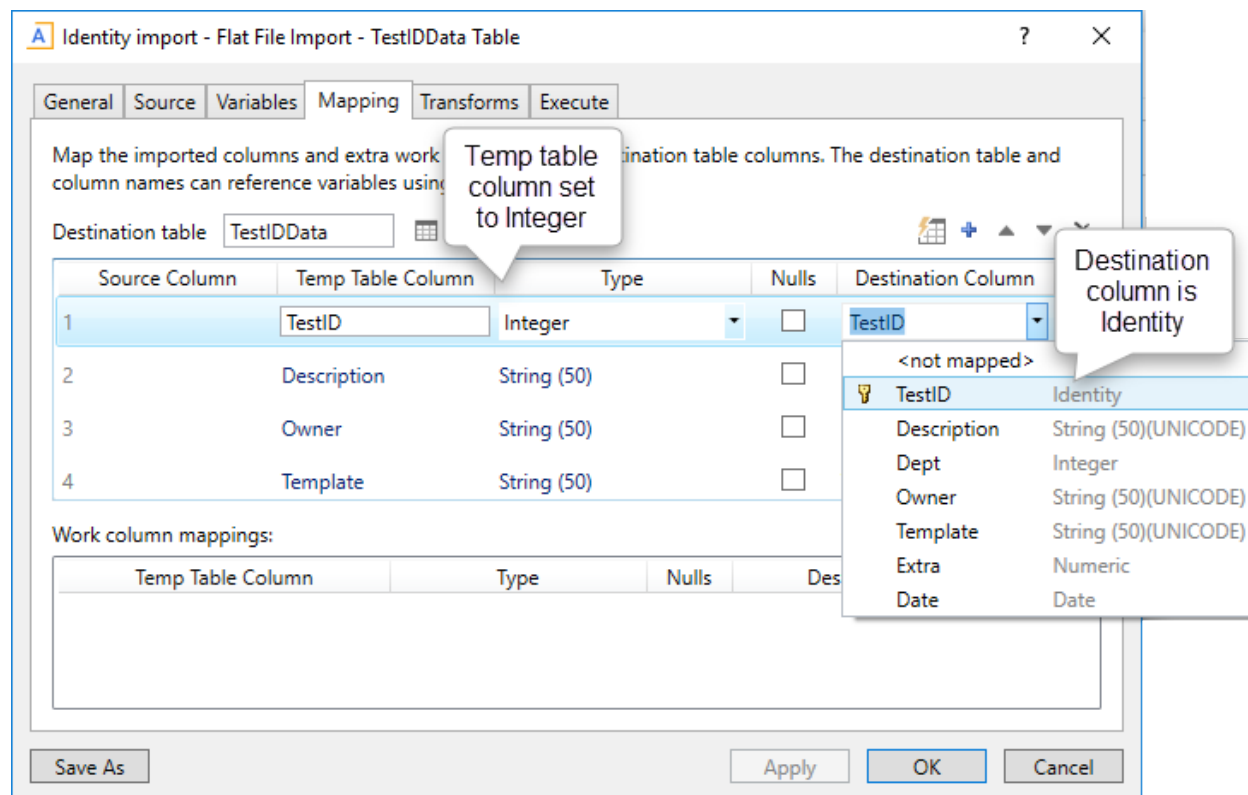 A Identity import - Flat File Import - TestIDData Table ?
General Source Variables Mapping Transforms Execute
Map the imported columns and extra work tination table columns. The destination table and
column names can reference variables using
Temp table
column set
to Integer
Destination table TestIDData
Destination
column is
Identity
Source Column Temp Table Column Type Nulls Destination Column
1 TestID Integer TestID
2 Description String (50)
3 Owner String (50)
4 Template String (50)
<not mapped>
TestID Identity
Description String (50)(UNICODE)
Dept Integer
Owner String (50)(UNICODE)
Template String (50)(UNICODE)
Extra Numeric
Date Date
Work column mappings:
Temp Table Column Type Nulls Des
Save As Apply OK Cancel